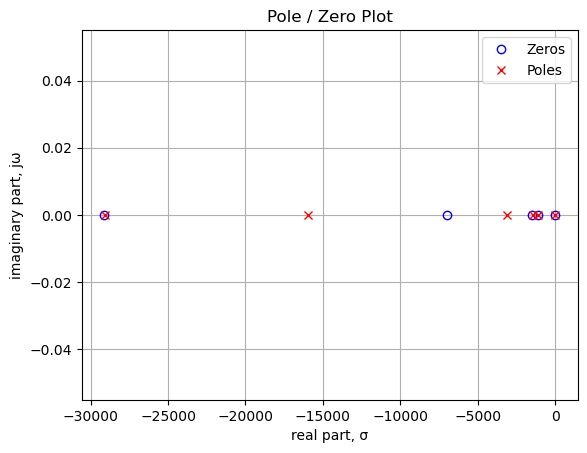 Pole / Zero Plot
Zeros
Poles
0.04
0.02
0.00
−0.02
−0.04
imaginary part, jω
−30000 −25000 −20000 −15000 −10000 −5000 0
real part, σ